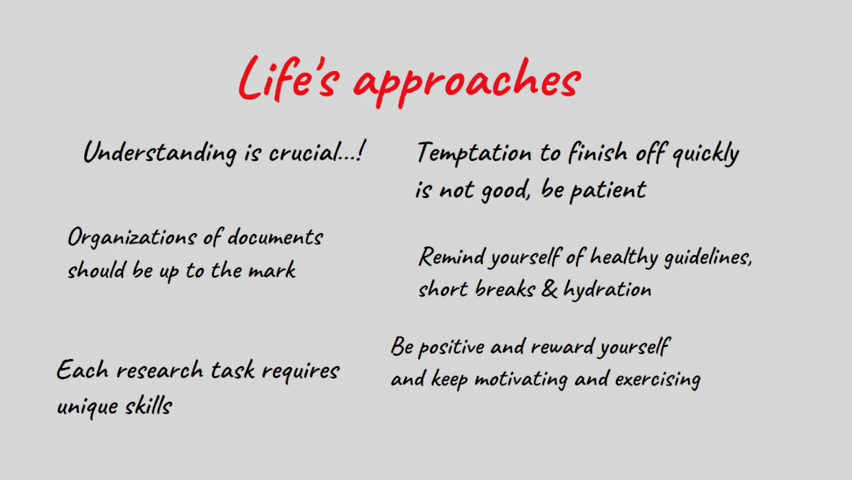 Life's approaches
Understanding is crucial...!
Organizations of documents
should be up to the mark
Each research task requires
unique skills
Temptation to finish off quickly
is not good, be patient
Remind yourself of healthy guidelines,
short breaks & hydration
Be positive and reward yourself
and keep motivating and exercising